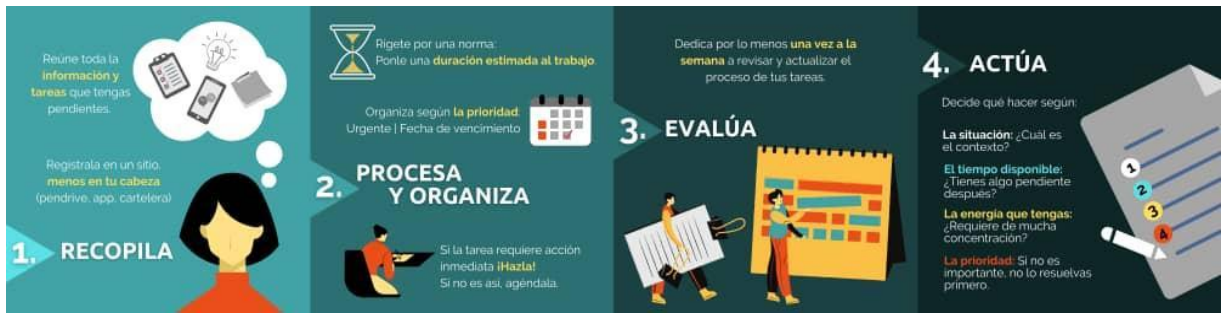 Reúne toda la
información y
tareas que tengas
pendientes.
Registrala en un sitio,
menos en tu cabeza
(pendrive, app, cartelera)
1. RECOPILA
Rígete por una norma:
Ponle una duración estimada al trabajo.
Organiza según la prioridad:
Urgente | Fecha de vencimiento
2. PROCESA
Y ORGANIZA
Si la tarea requiere acción
inmediata ¡Hazla!
Si no es así, agéndala.
Dedica por lo menos una vez a la
semana a revisar y actualizar el
proceso de tus tareas.
3. EVALÚA
4. ACTÚA
Decide qué hacer según:
La situación: ¿Cuál es
el contexto?
El tiempo disponible:
¿Tienes algo pendiente
después?
La energía que tengas:
¿Requiere de mucha
concentración?
La prioridad: Si no es
importante, no lo resuelvas
primero.
1
2
3
4